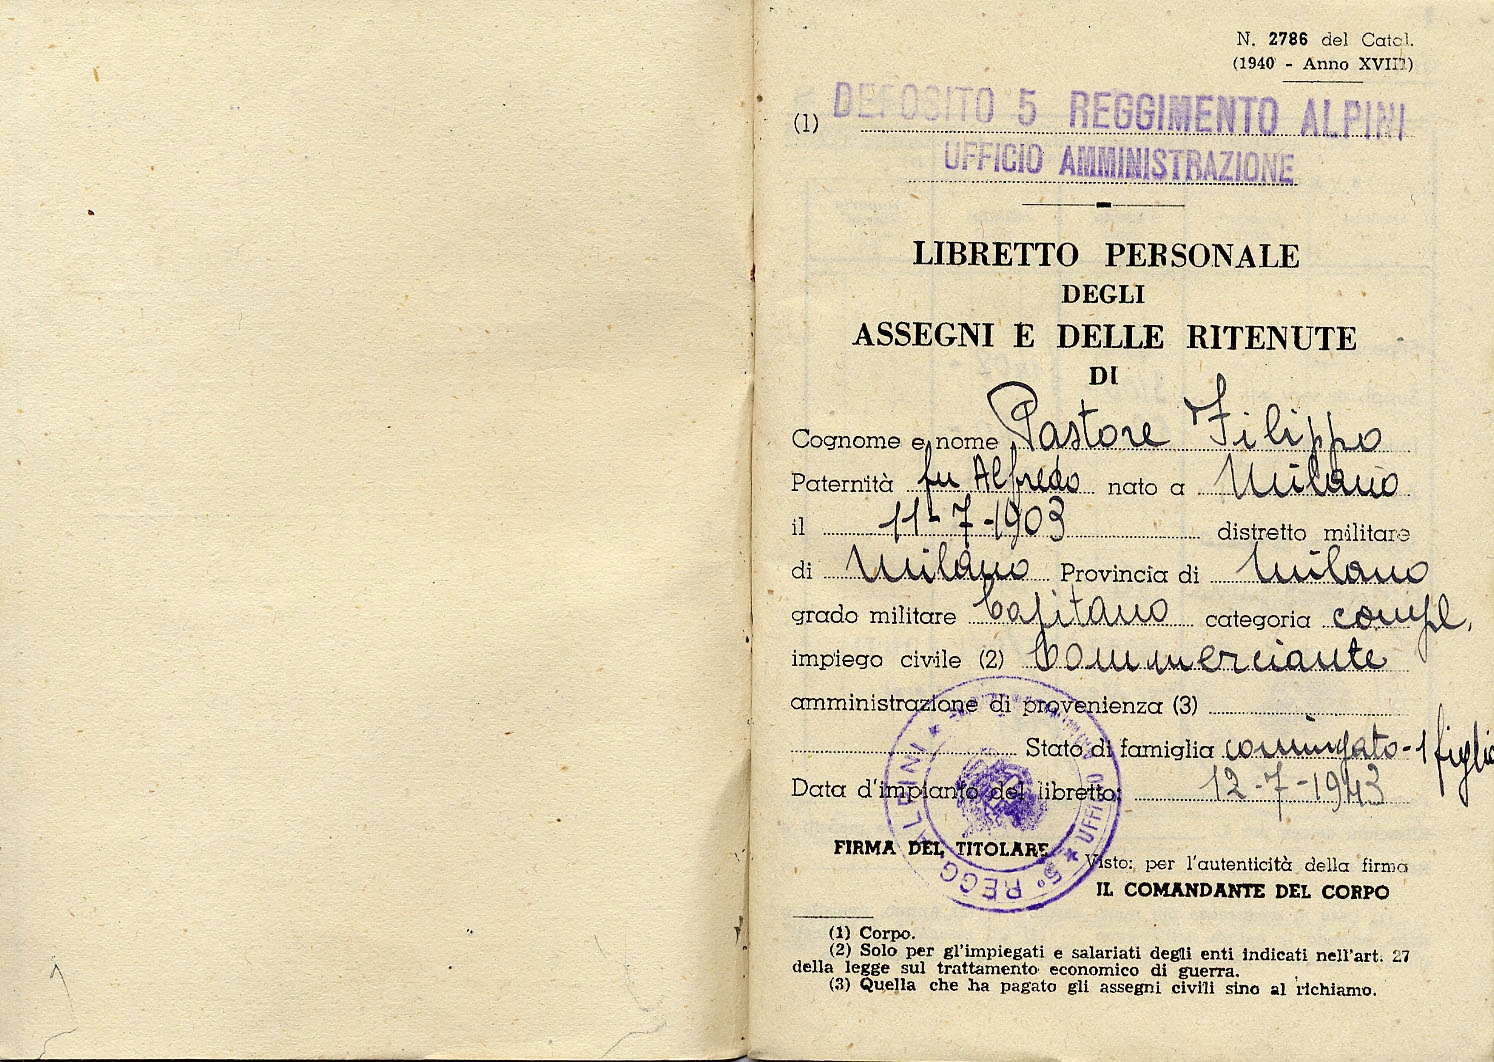 N. 2786 del Catal.
(1940 - Anno XVIII)
(1) DEPOSITO 5 REGGIMENTO ALPINI
UFFICIO AMMINISTRAZIONE
LIBRETTO PERSONALE
DEGLI
ASSEGNI E DELLE RITENUTE
DI
Cognome e nome Pastore Filippo
Paternità fu Alfredo nato a Milano
il 11-7-1903 distretto militare
di Milano Provincia di Milano
grado militare Capitano categoria compl.
impiego civile (2) Commerciante
amministrazione di provenienza (3)
Stato di famiglia coniugato - 1 figlio
Data d'impianto del libretto: 12-7-1943
5° REGG. ALPINI ★ UFFICIO
FIRMA DEL TITOLARE
Visto: per l'autenticità della firma
IL COMANDANTE DEL CORPO
(1) Corpo.
(2) Solo per gl'impiegati e salariati degli enti indicati nell'art. 27
della legge sul trattamento economico di guerra.
(3) Quella che ha pagato gli assegni civili sino al richiamo.